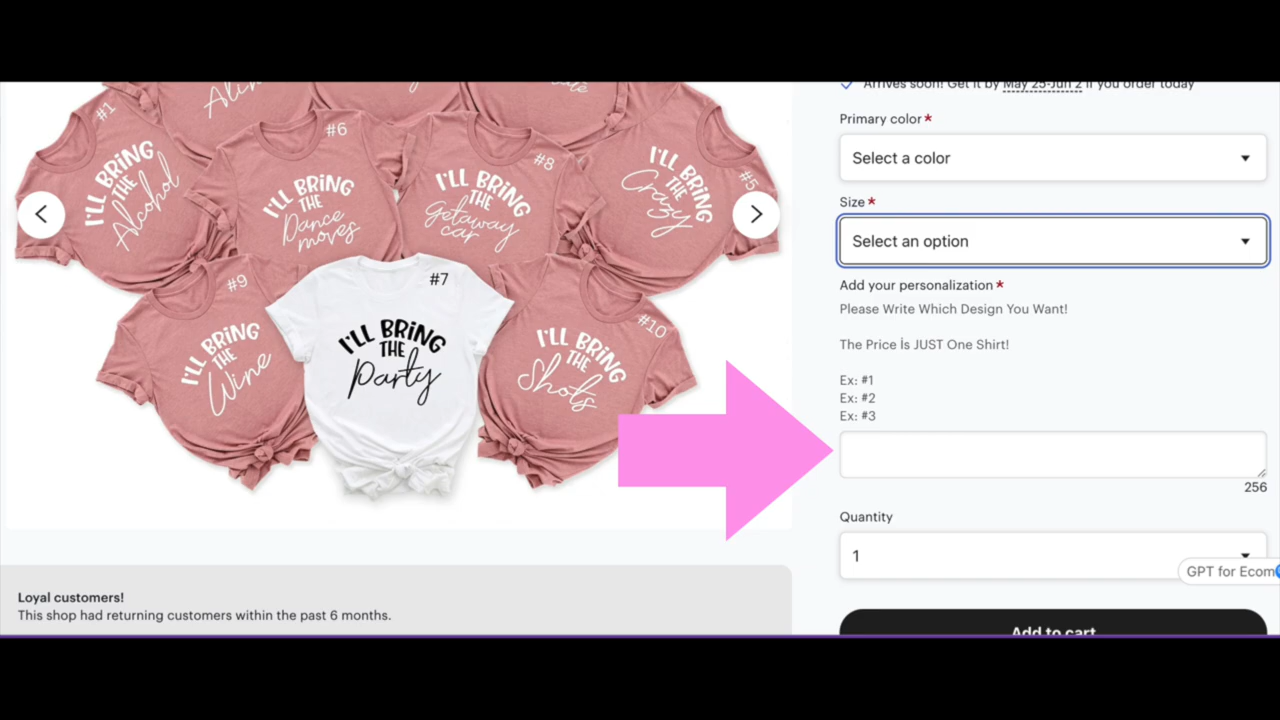 Ali
#1
I'LL BRING
THE
Alcohol
#6
I'LL BRING
THE
Dance
moves
#8
I'LL BRING
THE
Getaway
car
#5
I'LL BRING
THE
Crazy
#9
I'LL BRING
THE
Wine
#7
I'LL BRING
THE
Party
#10
I'LL BRING
THE
Shots
Loyal customers!
This shop had returning customers within the past 6 months.
Arrives soon! Get it by May 25-Jun 2 if you order today
Primary color*
Select a color
Size*
Select an option
Add your personalization *
Please Write Which Design You Want!
The Price İs JUST One Shirt!
Ex: #1
Ex: #2
Ex: #3
256
Quantity
1
GPT for Ecom
Add to cart